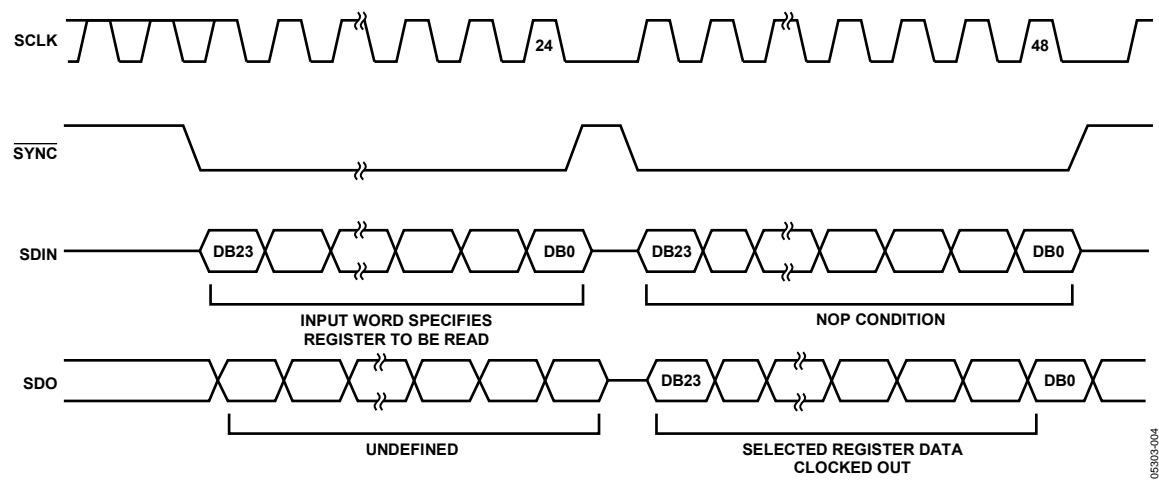 SCLK
24
48
SYNC
SDIN
DB23
DB0
DB23
DB0
INPUT WORD SPECIFIES
REGISTER TO BE READ
NOP CONDITION
SDO
DB23
DB0
UNDEFINED
SELECTED REGISTER DATA
CLOCKED OUT
05303-004